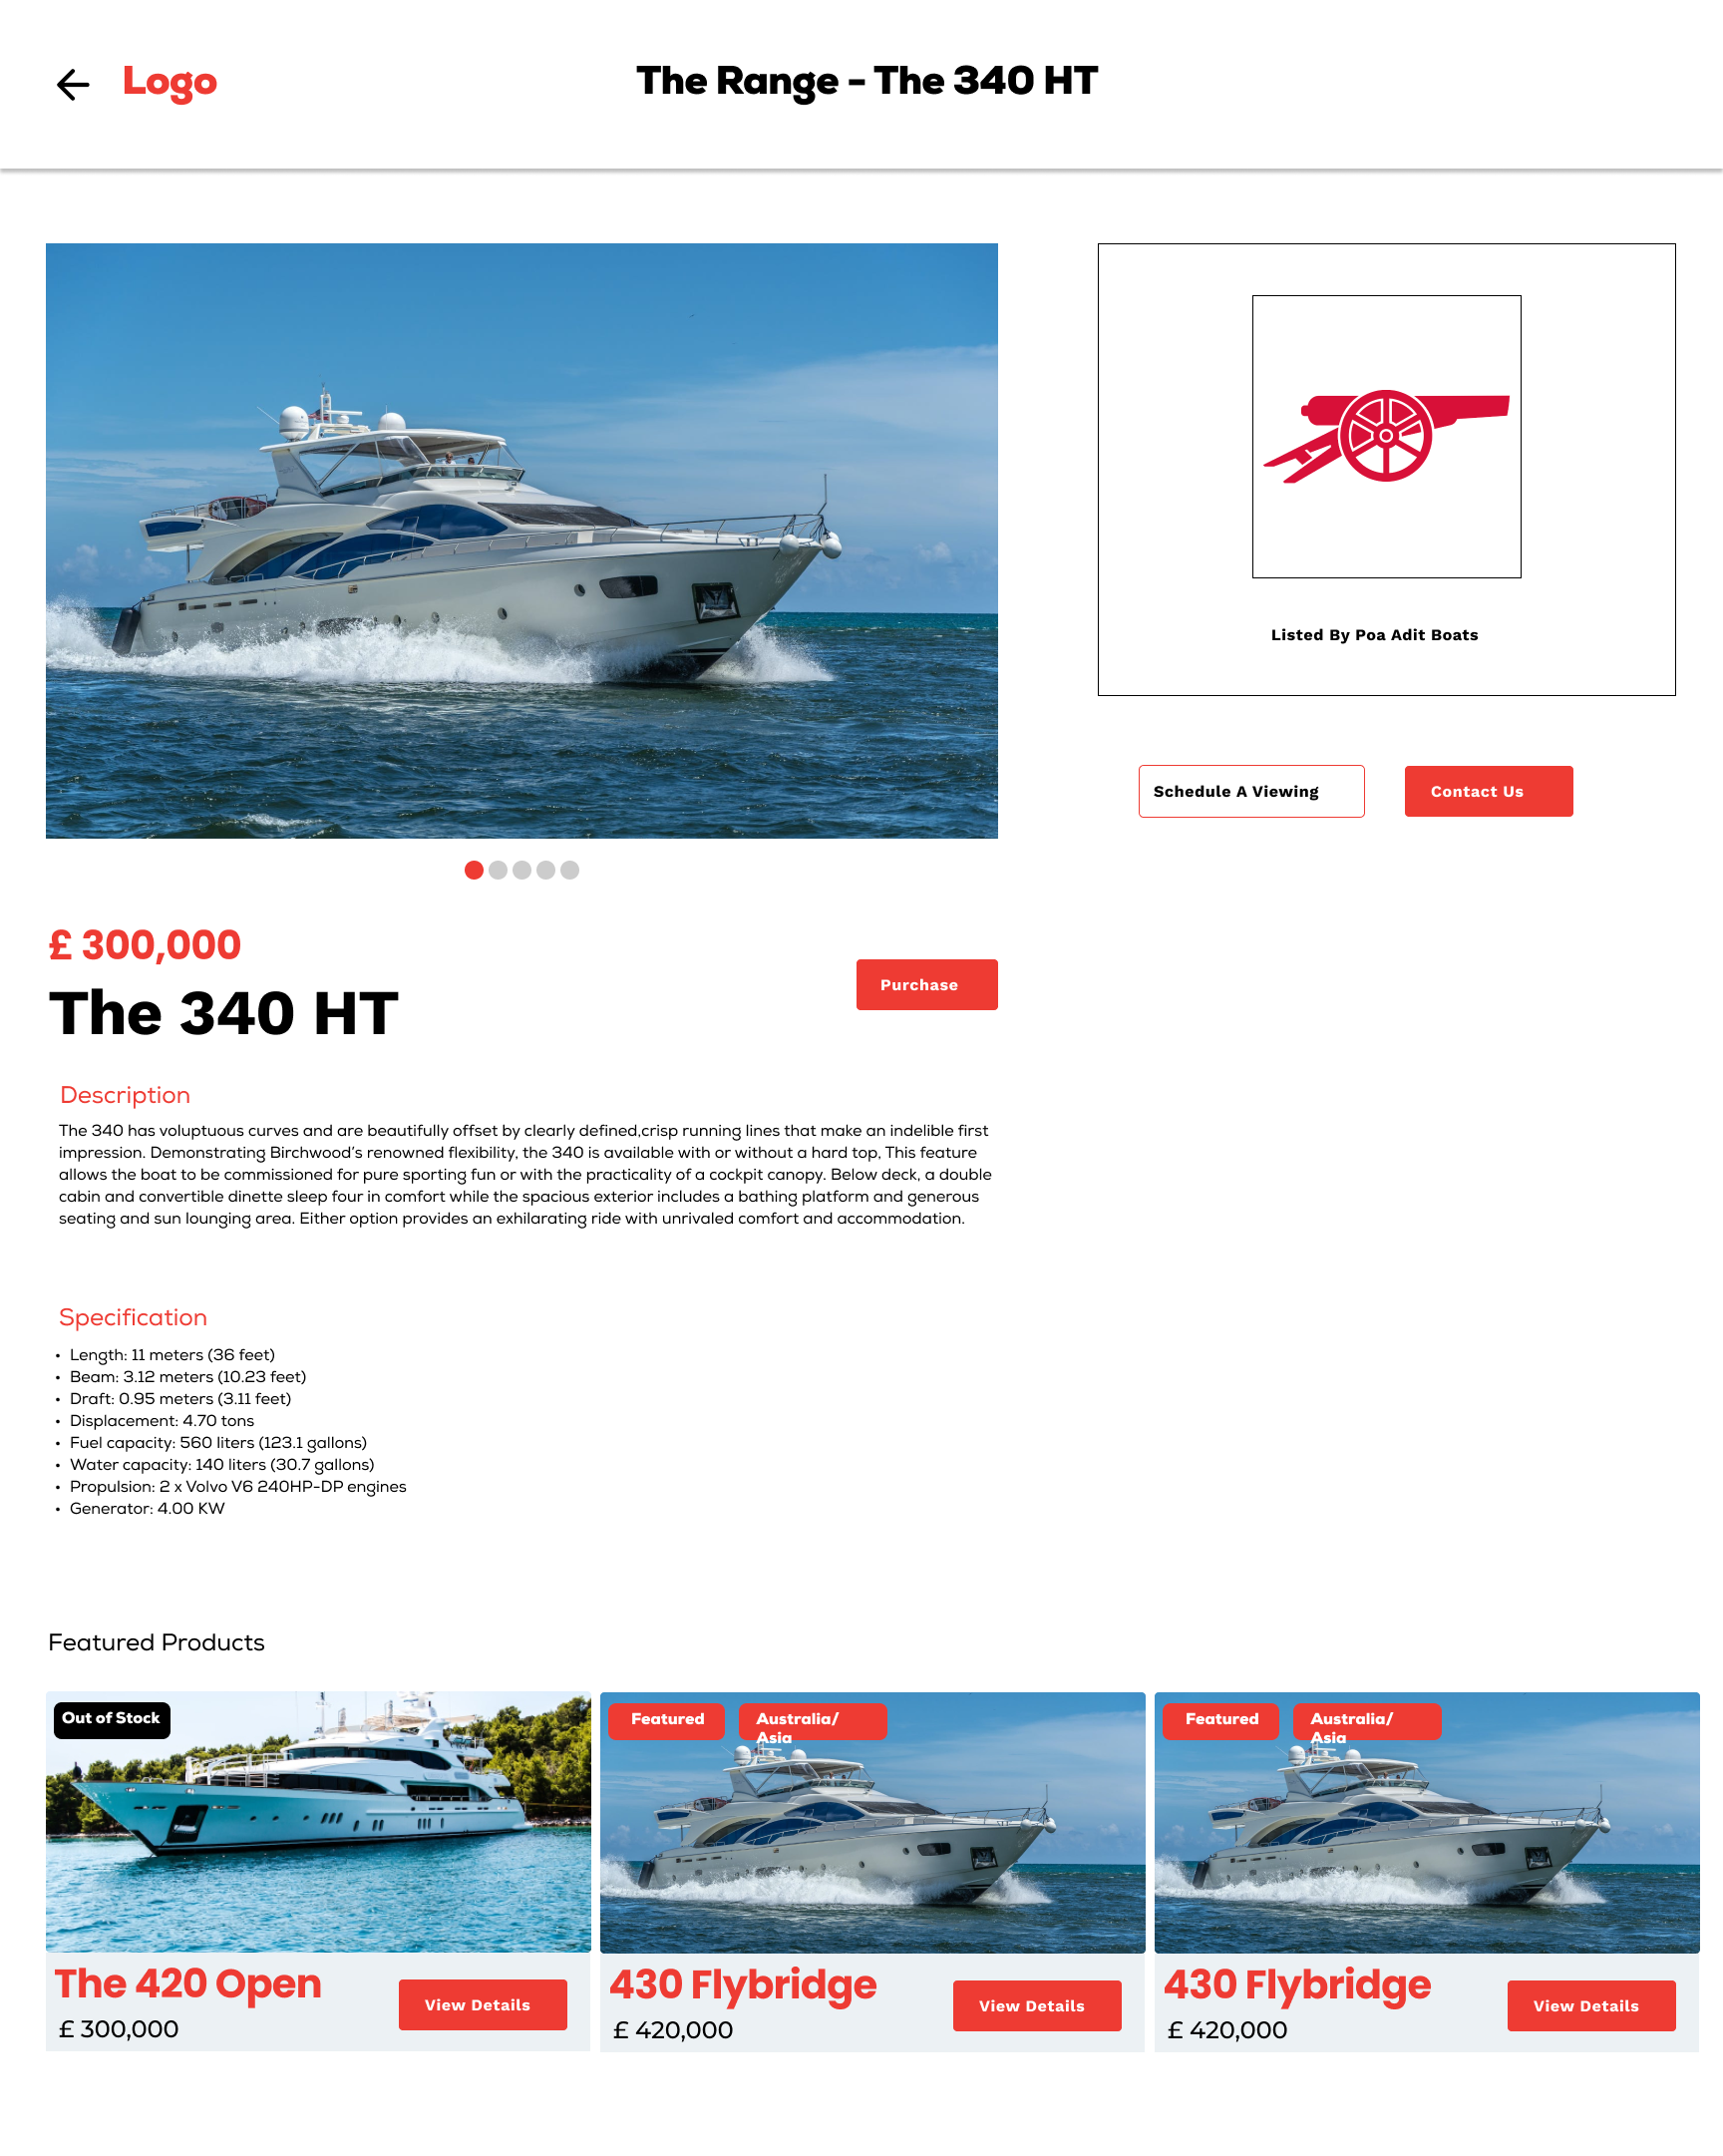 Logo
The Range - The 340 HT
Listed By Poa Adit Boats
Schedule A Viewing
Contact Us
£ 300,000
The 340 HT
Purchase
Description
The 340 has voluptuous curves and are beautifully offset by clearly defined,crisp running lines that make an indelible first
impression. Demonstrating Birchwood's renowned flexibility, the 340 is available with or without a hard top, This feature
allows the boat to be commissioned for pure sporting fun or with the practicality of a cockpit canopy. Below deck, a double
cabin and convertible dinette sleep four in comfort while the spacious exterior includes a bathing platform and generous
seating and sun lounging area. Either option provides an exhilarating ride with unrivaled comfort and accommodation.
Specification
• Length: 11 meters (36 feet)
• Beam: 3.12 meters (10.23 feet)
• Draft: 0.95 meters (3.11 feet)
• Displacement: 4.70 tons
• Fuel capacity: 560 liters (123.1 gallons)
• Water capacity: 140 liters (30.7 gallons)
• Propulsion: 2 x Volvo V6 240HP-DP engines
• Generator: 4.00 KW
Featured Products
Out of Stock
The 420 Open
£ 300,000
View Details
Featured
Australia/
Asia
430 Flybridge
£ 420,000
View Details
Featured
Australia/
Asia
430 Flybridge
£ 420,000
View Details